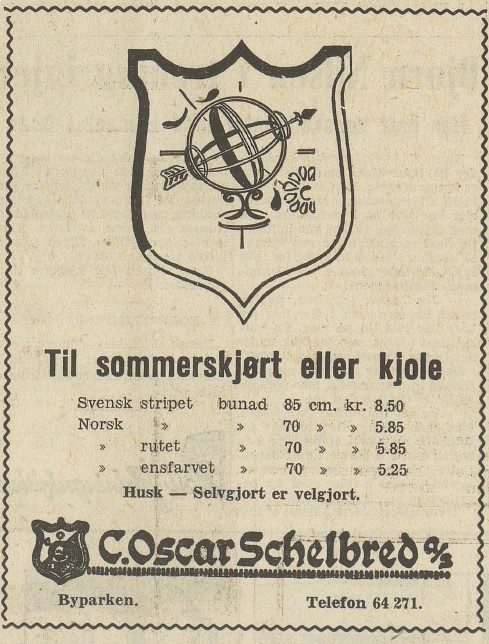 Til sommerskjørt eller kjole
Svensk stripet bunad 85 cm. kr. 8.50
Norsk » » 70 » » 5.85
» rutet » 70 » » 5.85
» ensfarvet » 70 » » 5.25
Husk — Selvgjort er velgjort.
C. Oscar Schelbred a/s
Byparken. Telefon 64 271.